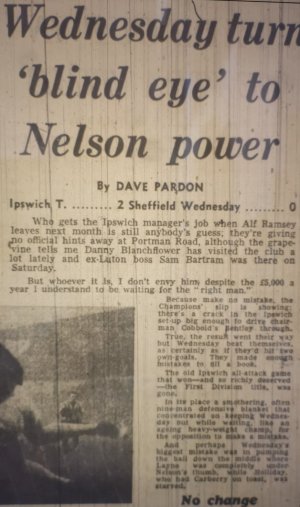 Wednesday turn
'blind eye' to
Nelson power
By DAVE PARDON
Ipswich T. ......... 2 Sheffield Wednesday ......... 0
Who gets the Ipswich manager's job when Alf Ramsey
leaves next month is still anybody's guess; they're giving
no official hints away at Portman Road, although the grape-
vine tells me Danny Blanchflower has visited the club a
lot lately and ex-Luton boss Sam Bartram was there on
Saturday.
But whoever it is, I don't envy him, despite the £5,000 a
year I understand to be waiting for the "right man."
Because make no mistake, the
Champions' slip is showing:
there's a crack in the Ipswich
set-up big enough to drive chair-
man Cobbold's Bentley through.
True, the result went their way
but Wednesday beat themselves,
as certainly as if they'd hit two
own-goals. They made enough
mistakes to fill a book.
The old Ipswich all-attack game
that won—and so richly deserved
—the First Division title, was
gone.
In its place a smothering, often
nine-man defensive blanket that
concentrated on keeping Wednes-
day out while waiting, like an
ageing heavy-weight champ, for
the opposition to make a mistake.
And perhaps Wednesday's
biggest mistake was in pumping
the ball down the middle where
Layne was completely under
Nelson's thumb, while Holliday,
who had Carberry on toast, was
starved.
No change